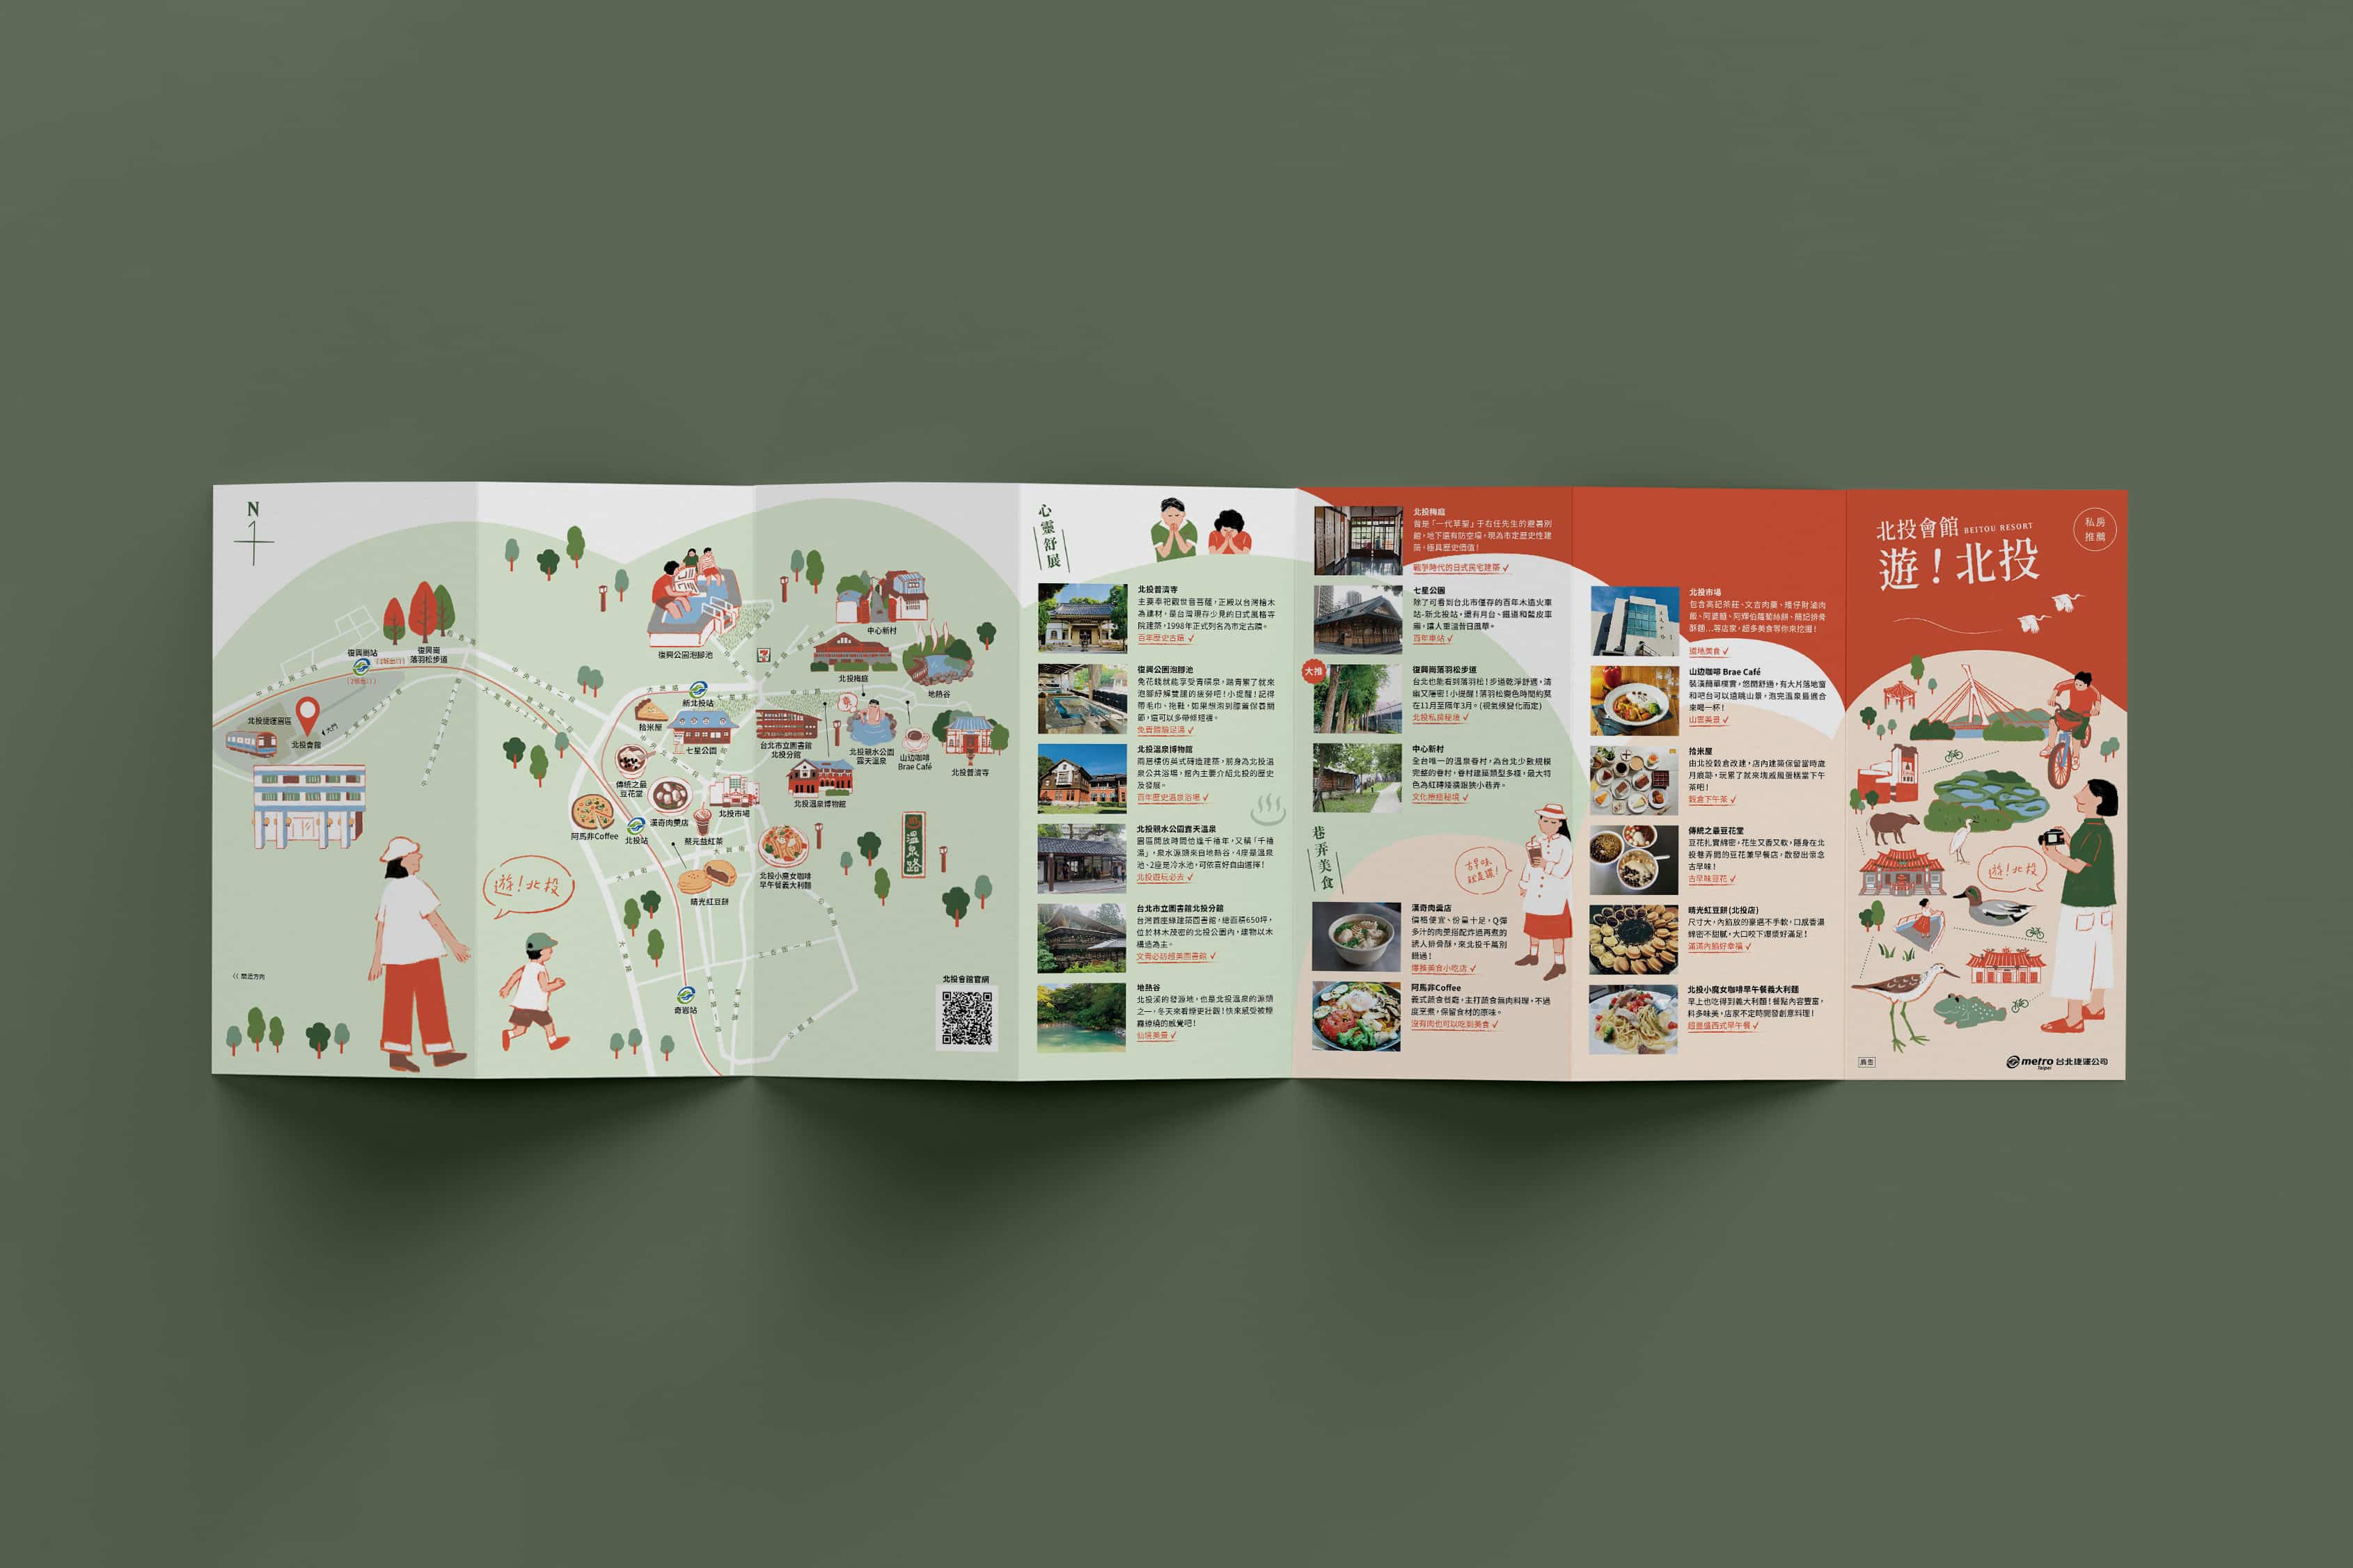 N
復興崗站
(1號出口)
復興崗
落羽松步道
北投捷運園區
北投會館
大門
遊!北投
<< 關渡方向
復興公園泡腳池
中心新村
北投梅庭
地熱谷
新北投站
拾米屋
七星公園
台北市立圖書館
北投分館
北投親水公園
露天溫泉
山边咖啡
Brae Café
北投普濟寺
傳統之最
豆花堂
北投溫泉博物館
漢奇肉羹店
北投市場
阿馬非Coffee
北投站
蔡元益紅茶
北投小魔女咖啡
早午餐義大利麵
晴光紅豆餅
溫泉路
奇岩站
北投會館官網
心靈舒展
北投普濟寺
主要奉祀觀世音菩薩,正殿以台灣檜木
為建材,是台灣現存少見的日式風格寺
院建築,1998年正式列名為市定古蹟。
百年歷史古蹟 ✓
復興公園泡腳池
免花錢就能享受青磺泉,踏青累了就來
泡腳紓解雙腿的疲勞吧!小提醒!記得
帶毛巾、拖鞋,如果想泡到膝蓋保養關
節,還可以多帶條短褲。
免費體驗足湯 ✓
北投溫泉博物館
兩層樓仿英式磚造建築,前身為北投溫
泉公共浴場,館內主要介紹北投的歷史
及發展。
百年歷史溫泉浴場 ✓
北投親水公園露天溫泉
園區開放時間恰逢千禧年,又稱「千禧
湯」,泉水源頭來自地熱谷,4座是溫泉
池、2座是冷水池,可依喜好自由選擇!
北投遊玩必去 ✓
台北市立圖書館北投分館
台灣首座綠建築圖書館,總面積650坪,
位於林木茂密的北投公園內,建物以木
構造為主。
文青必訪超美圖書館 ✓
地熱谷
北投溪的發源地,也是北投溫泉的源頭
之一,冬天來看煙更壯觀!快來感受被煙
霧繚繞的感覺吧!
仙境美景 ✓
北投梅庭
曾是「一代草聖」于右任先生的避暑別
館,地下還有防空壕,現為市定歷史性建
築,極具歷史價值!
戰爭時代的日式民宅建築 ✓
七星公園
除了可看到台北市僅存的百年木造火車
站-新北投站,還有月台、鐵道和藍皮車
廂,讓人重溫昔日風華。
百年車站 ✓
大推
復興崗落羽松步道
台北也能看到落羽松!步道乾淨舒適,清
幽又隱密!小提醒!落羽松變色時間約莫
在11月至隔年3月。(視氣候變化而定)
北投私房秘境 ✓
中心新村
全台唯一的溫泉眷村,為台北少數規模
完整的眷村,眷村建築類型多樣,最大特
色為紅磚矮牆跟狹小巷弄。
文化療癒秘境 ✓
巷弄美食
古早味
就是讚!
漢奇肉羹店
價格便宜、份量十足,Q彈
多汁的肉羹搭配炸過再煮的
誘人排骨酥,來北投千萬別
錯過!
爆推美食小吃店 ✓
阿馬非Coffee
義式蔬食餐廳,主打蔬食無肉料理,不過
度烹煮,保留食材的原味。
沒有肉也可以吃到美食 ✓
北投市場
包含高記茶莊、文吉肉羹、矮仔財滷肉
飯、阿婆麵、阿輝伯蘿蔔絲餅、簡記排骨
酥麵...等店家,超多美食等你來挖掘!
道地美食 ✓
山边咖啡 Brae Café
裝潢簡單樸實,悠閒舒適,有大片落地窗
和吧台可以遠眺山景,泡完溫泉最適合
來喝一杯!
山雲美景 ✓
拾米屋
由北投穀倉改建,店內建築保留當時歲
月痕跡,玩累了就來塊戚風蛋糕當下午
茶吧!
穀倉下午茶 ✓
傳統之最豆花堂
豆花扎實綿密,花生又香又軟,隱身在北
投巷弄間的豆花兼早餐店,散發出懷念
古早味!
古早味豆花 ✓
晴光紅豆餅(北投店)
尺寸大,內餡放的豪邁不手軟,口感香濃
綿密不甜膩,大口咬下爆漿好滿足!
滿滿內餡好幸福 ✓
北投小魔女咖啡早午餐義大利麵
早上也吃得到義大利麵!餐點內容豐富,
料多味美,店家不定時開發創意料理!
超豐盛西式早午餐 ✓
北投會館 BEITOU RESORT
遊!北投
私房
推薦
遊!北投
廣告
metro 台北捷運公司
Taipei